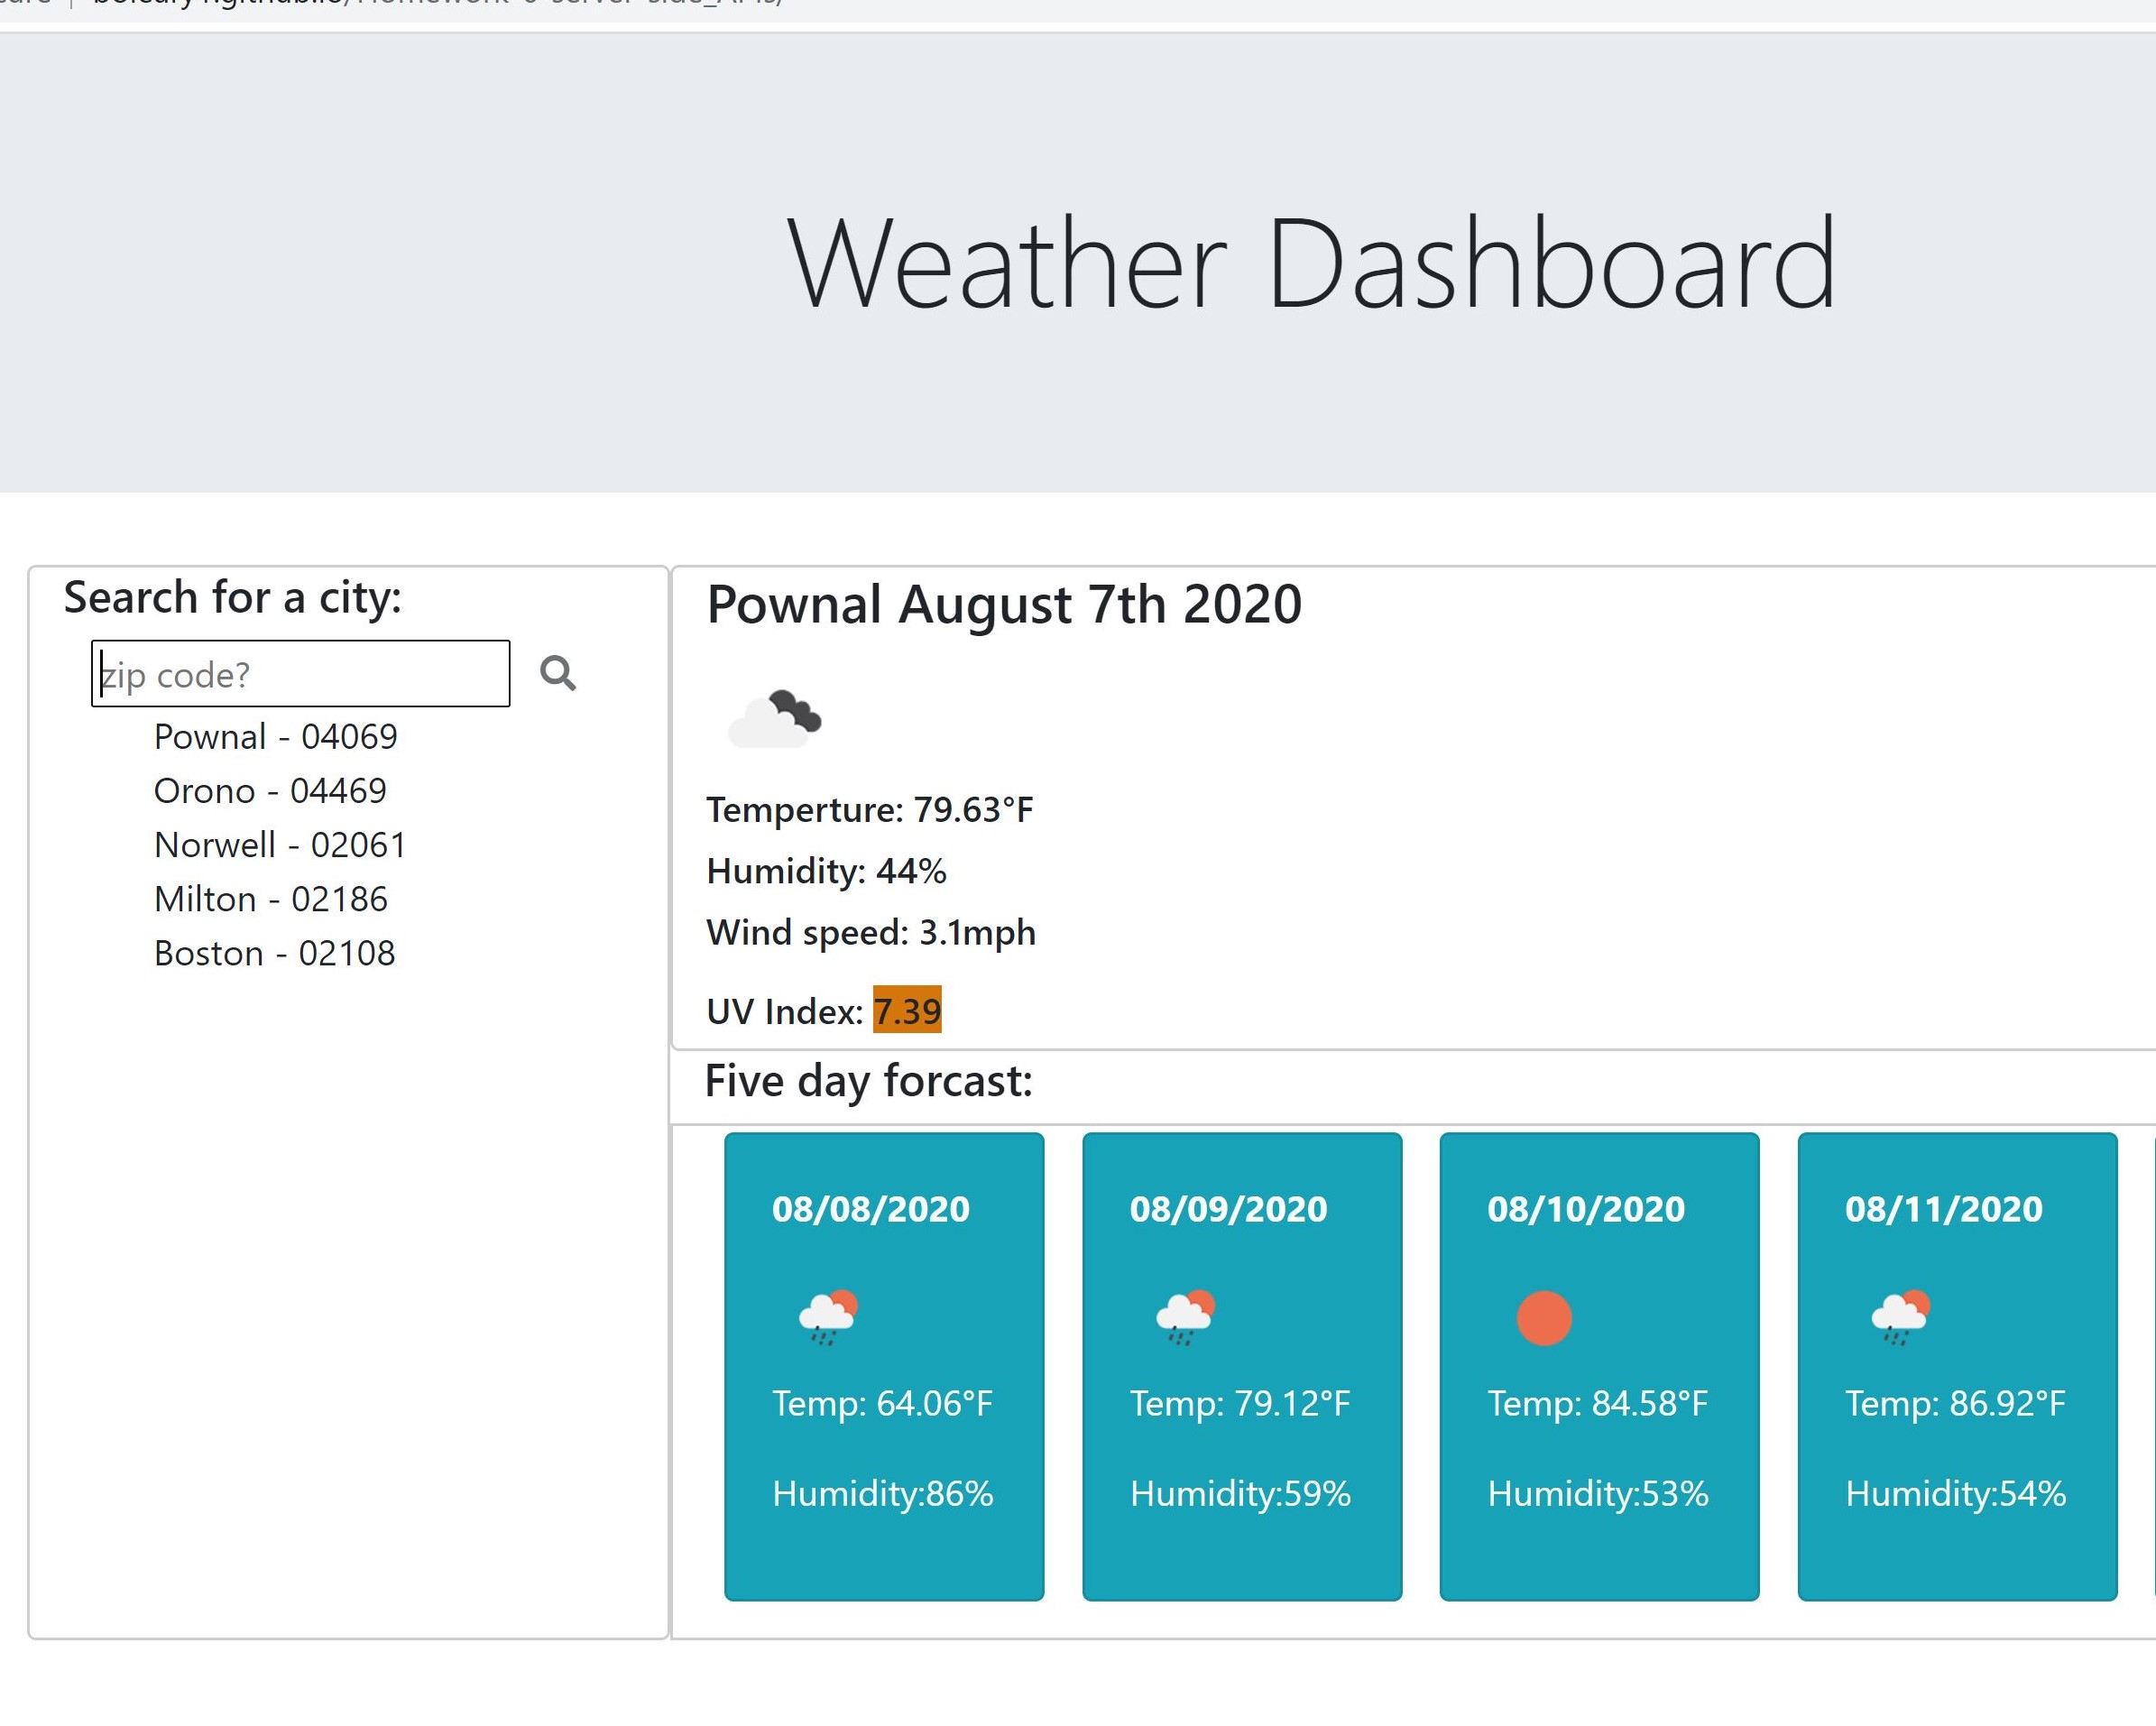 Weather Dashboard
Search for a city:
zip code?
Pownal - 04069
Orono - 04469
Norwell - 02061
Milton - 02186
Boston - 02108
Pownal August 7th 2020
Temperture: 79.63°F
Humidity: 44%
Wind speed: 3.1mph
UV Index: 7.39
Five day forcast:
08/08/2020
Temp: 64.06°F
Humidity:86%
08/09/2020
Temp: 79.12°F
Humidity:59%
08/10/2020
Temp: 84.58°F
Humidity:53%
08/11/2020
Temp: 86.92°F
Humidity:54%